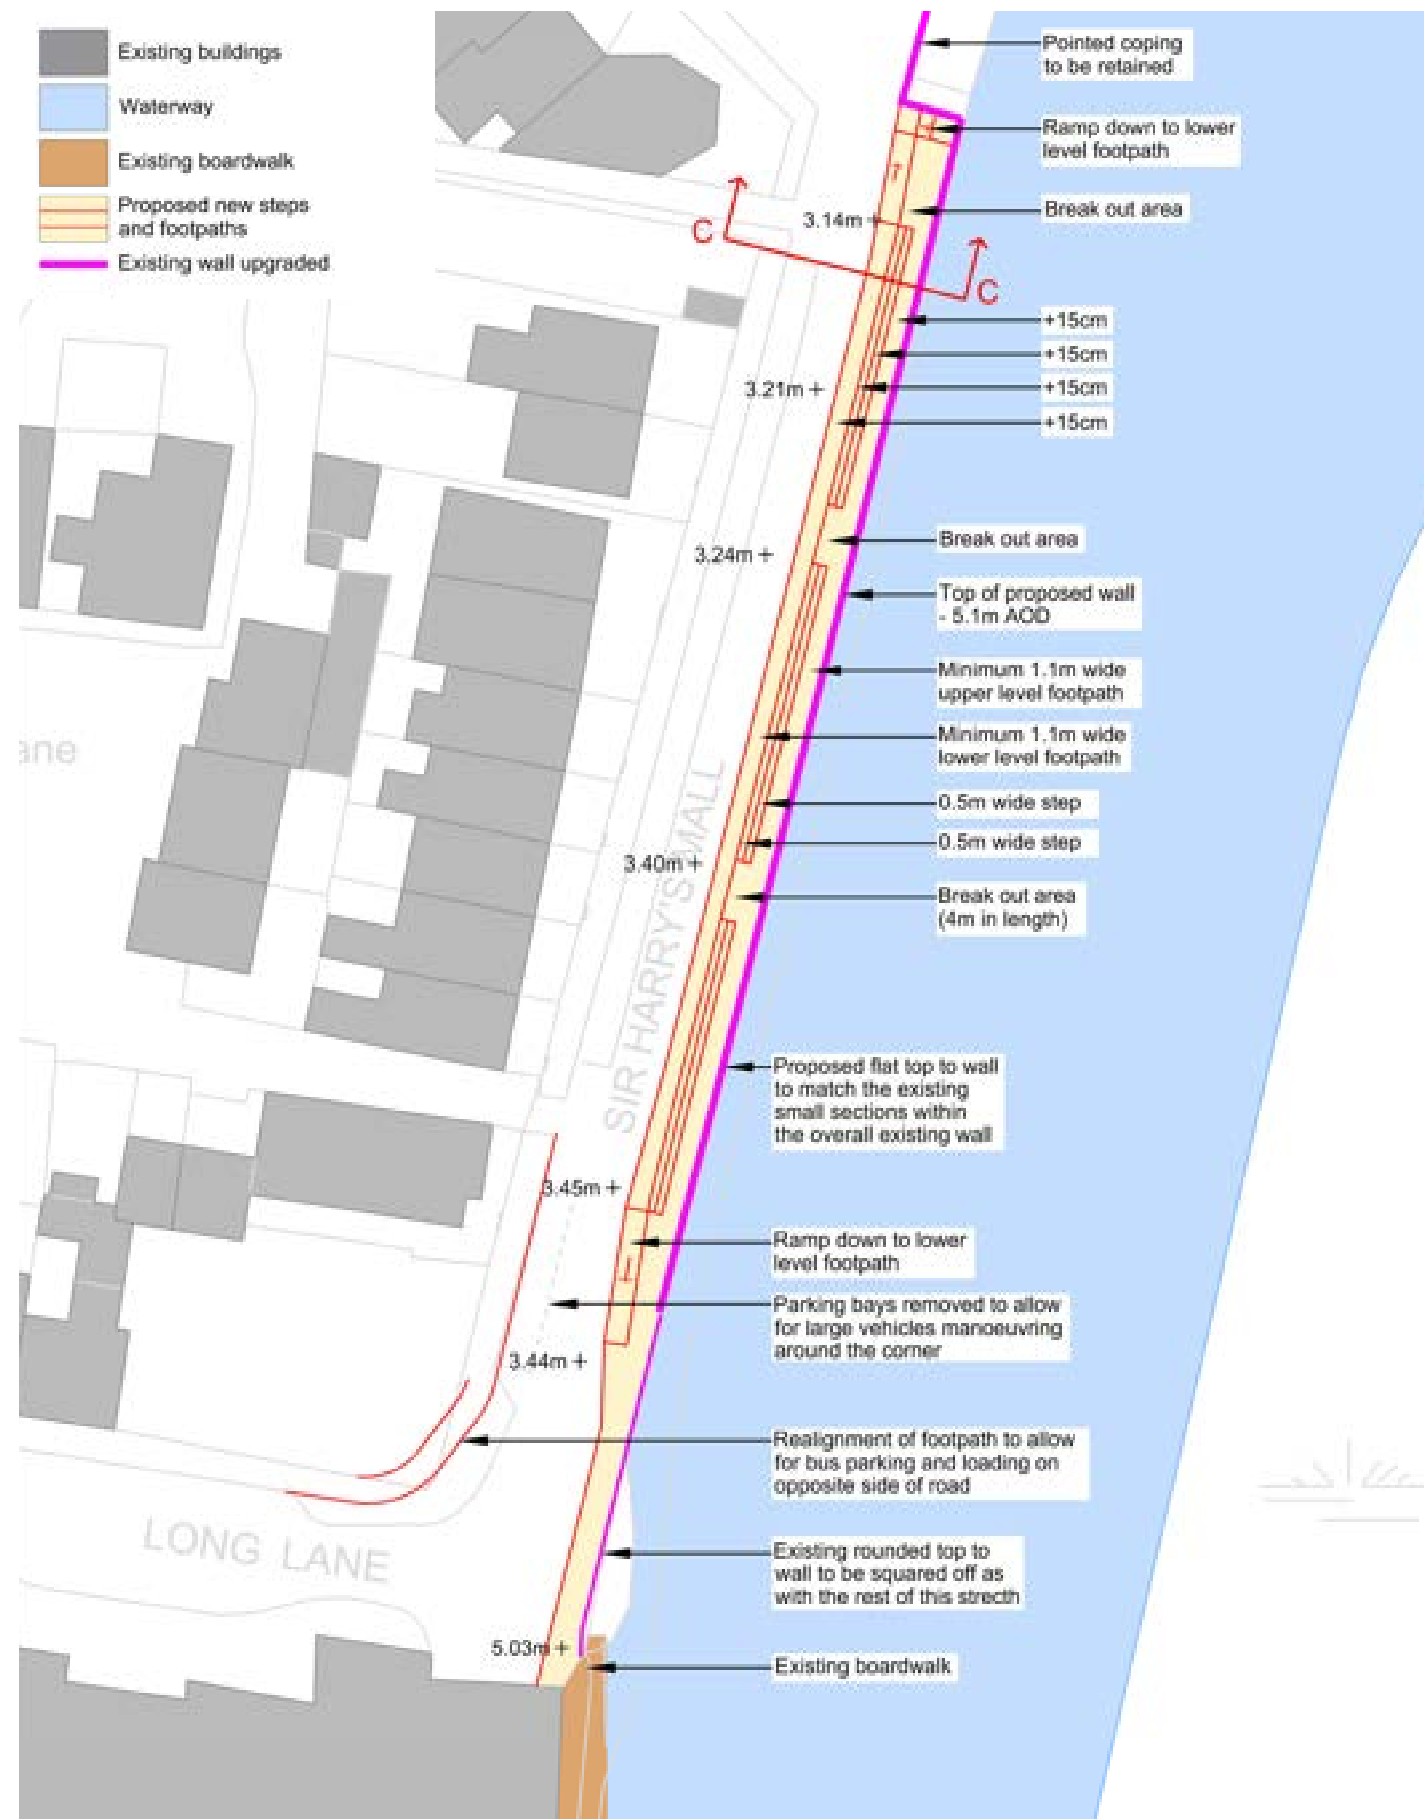 Existing buildings
Waterway
Existing boardwalk
Proposed new steps
and footpaths
Existing wall upgraded
Pointed coping
to be retained
Ramp down to lower
level footpath
Break out area
3.14m
C
C
+15cm
+15cm
3.21m
+15cm
+15cm
Break out area
3.24m
Top of proposed wall
- 5.1m AOD
Minimum 1.1m wide
upper level footpath
Minimum 1.1m wide
lower level footpath
ane
0.5m wide step
0.5m wide step
3.40m
Break out area
(4m in length)
SIR HARRY'S MALL
Proposed flat top to wall
to match the existing
small sections within
the overall existing wall
3.45m
Ramp down to lower
level footpath
Parking bays removed to allow
for large vehicles manoeuvring
around the corner
3.44m
Realignment of footpath to allow
for bus parking and loading on
opposite side of road
LONG LANE
Existing rounded top to
wall to be squared off as
with the rest of this strecth
5.03m
Existing boardwalk